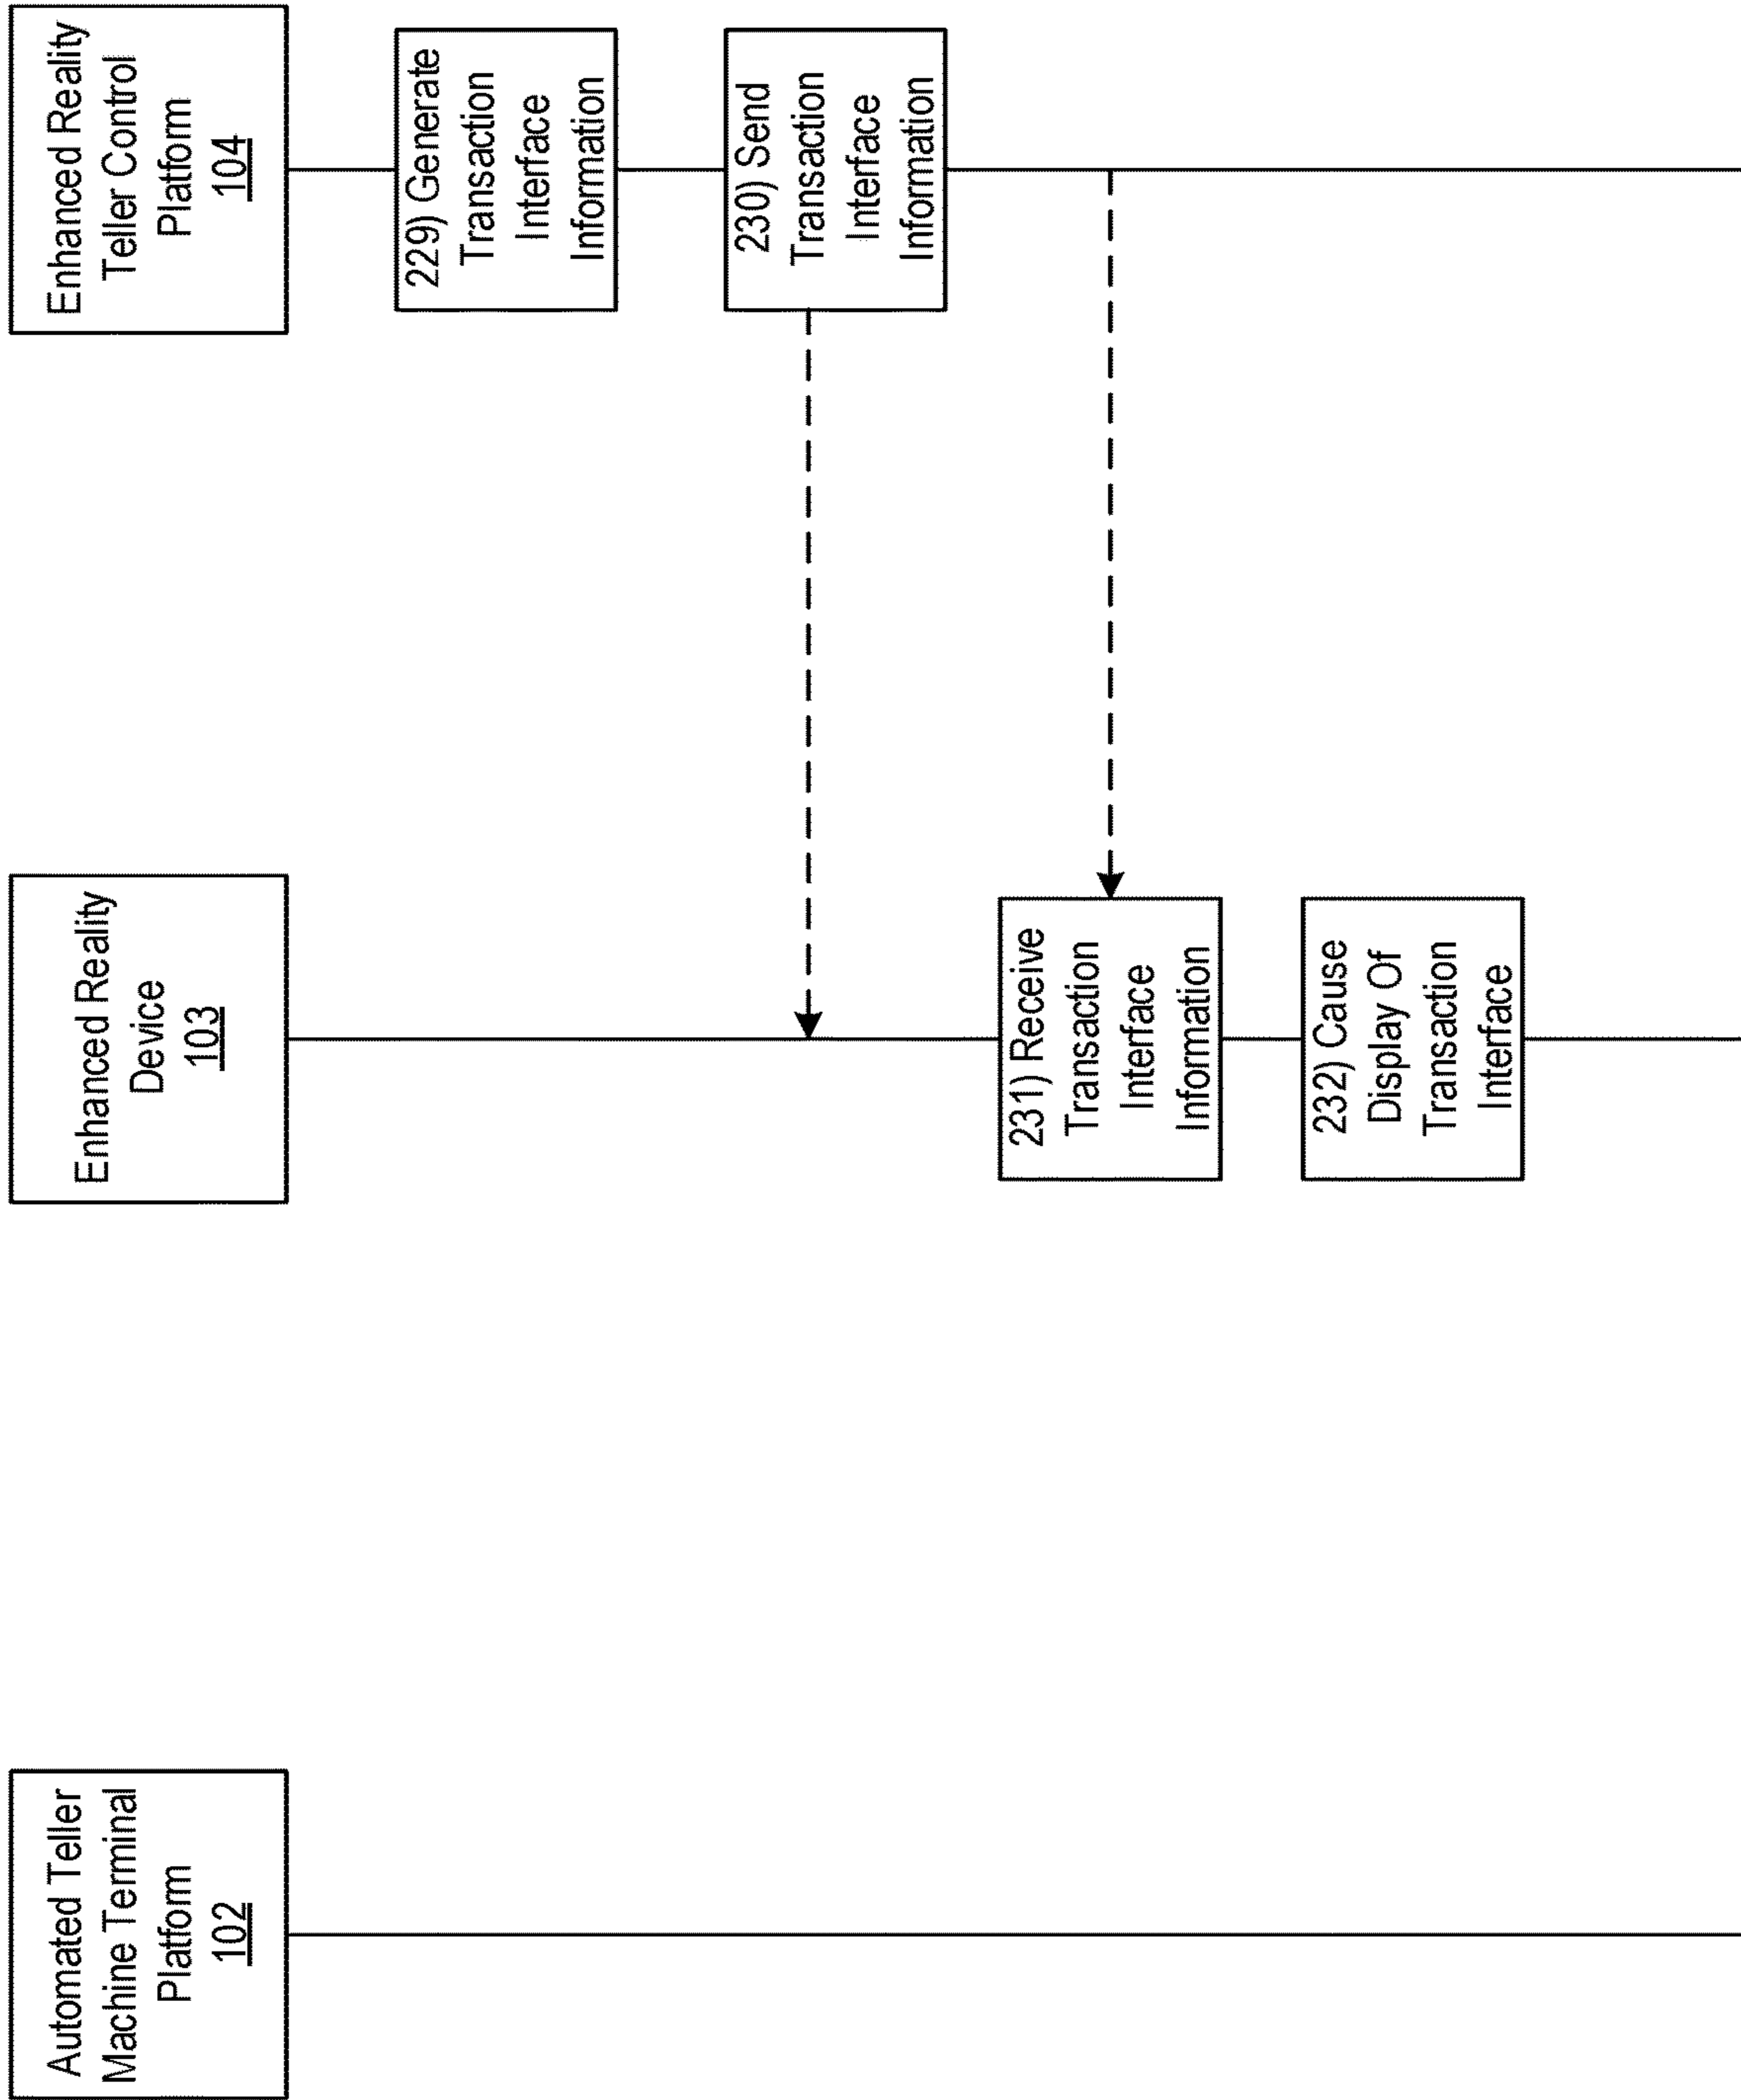 Automated Teller
Machine Terminal
Platform
102
Enhanced Reality
Device
103
Enhanced Reality
Teller Control
Platform
104
229) Generate
Transaction
Interface
Information
230) Send
Transaction
Interface
Information
231) Receive
Transaction
Interface
Information
232) Cause
Display Of
Transaction
Interface